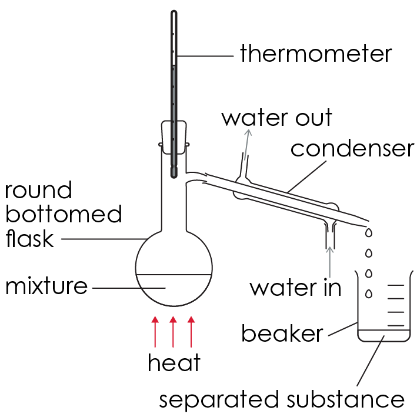 thermometer
water out
condenser
round
bottomed
flask
mixture
water in
beaker
heat
separated substance